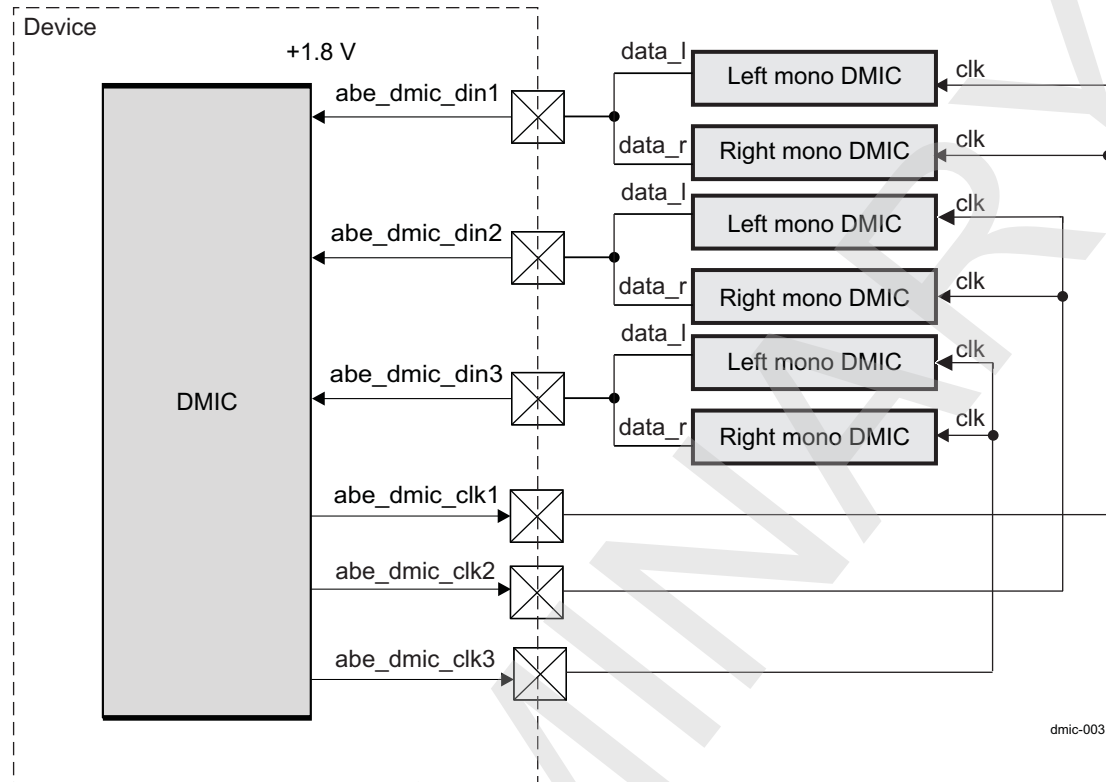 Device
+1.8 V
data_l
Left mono DMIC
clk
abe_dmic_din1
data_r
Right mono DMIC
clk
data_l
Left mono DMIC
clk
abe_dmic_din2
data_r
Right mono DMIC
clk
data_l
Left mono DMIC
clk
abe_dmic_din3
DMIC
data_r
Right mono DMIC
clk
abe_dmic_clk1
abe_dmic_clk2
abe_dmic_clk3
dmic-003
MINARY